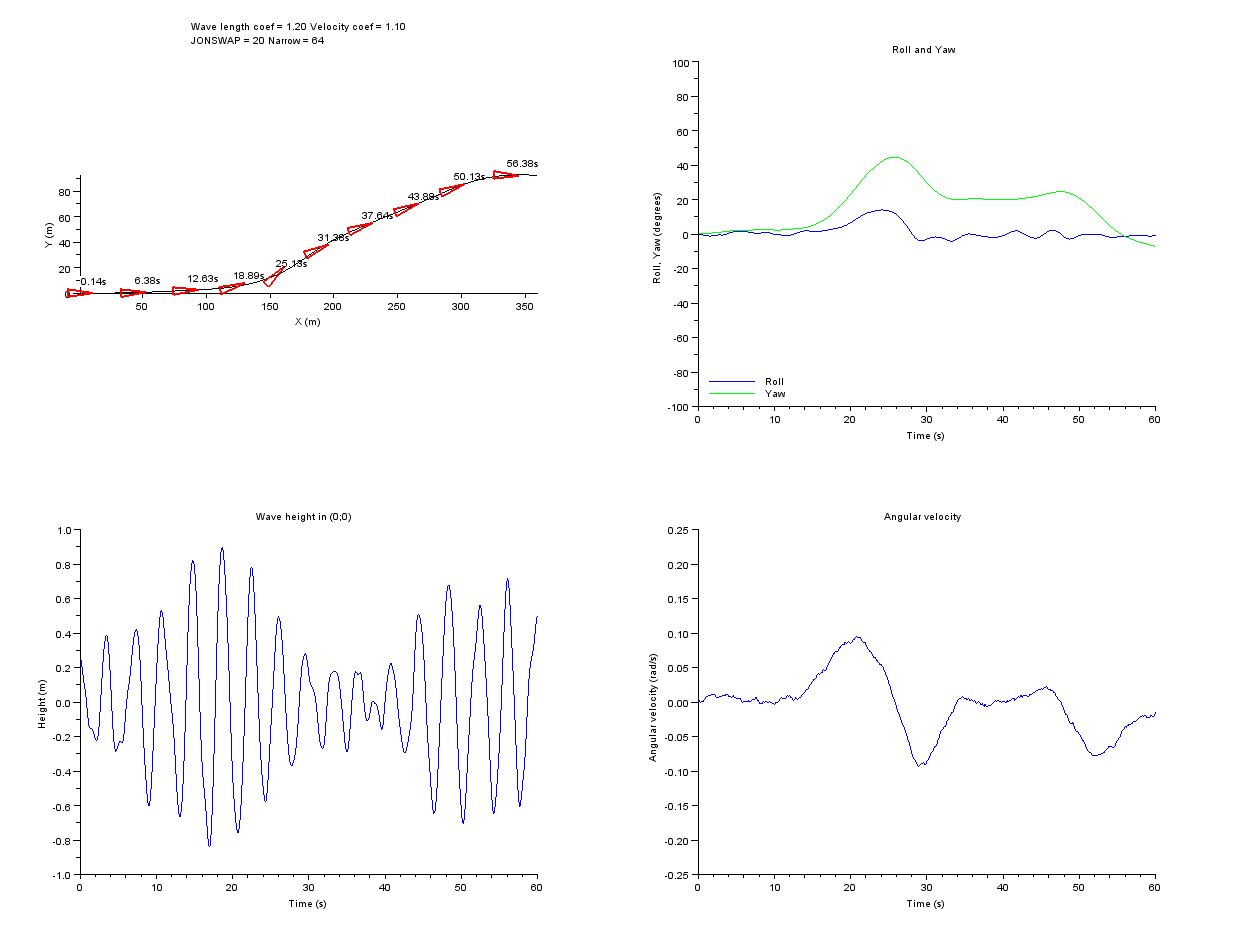 Wave length coef = 1.20 Velocity coef = 1.10
JONSWAP = 20 Narrow = 64
Y (m)
80
60
40
20
0
-0.14s
6.38s
12.63s
18.89s
25.13s
31.38s
37.64s
43.89s
50.13s
56.38s
50 100 150 200 250 300 350
X (m)
Roll and Yaw
Roll, Yaw (degrees)
100
80
60
40
20
0
-20
-40
-60
-80
-100
Roll
Yaw
0 10 20 30 40 50 60
Time (s)
Wave height in (0;0)
Height (m)
1.0
0.8
0.6
0.4
0.2
0.0
-0.2
-0.4
-0.6
-0.8
-1.0
0 10 20 30 40 50 60
Time (s)
Angular velocity
Angular velocity (rad/s)
0.25
0.20
0.15
0.10
0.05
0.00
-0.05
-0.10
-0.15
-0.20
-0.25
0 10 20 30 40 50 60
Time (s)